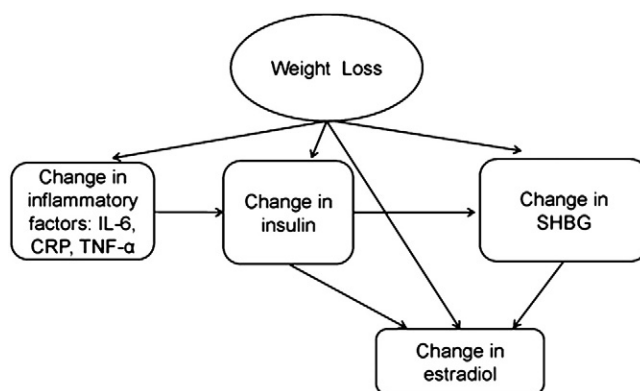 Weight Loss
Change in
inflammatory
factors: IL-6,
CRP, TNF-α
Change in
insulin
Change in
SHBG
Change in
estradiol